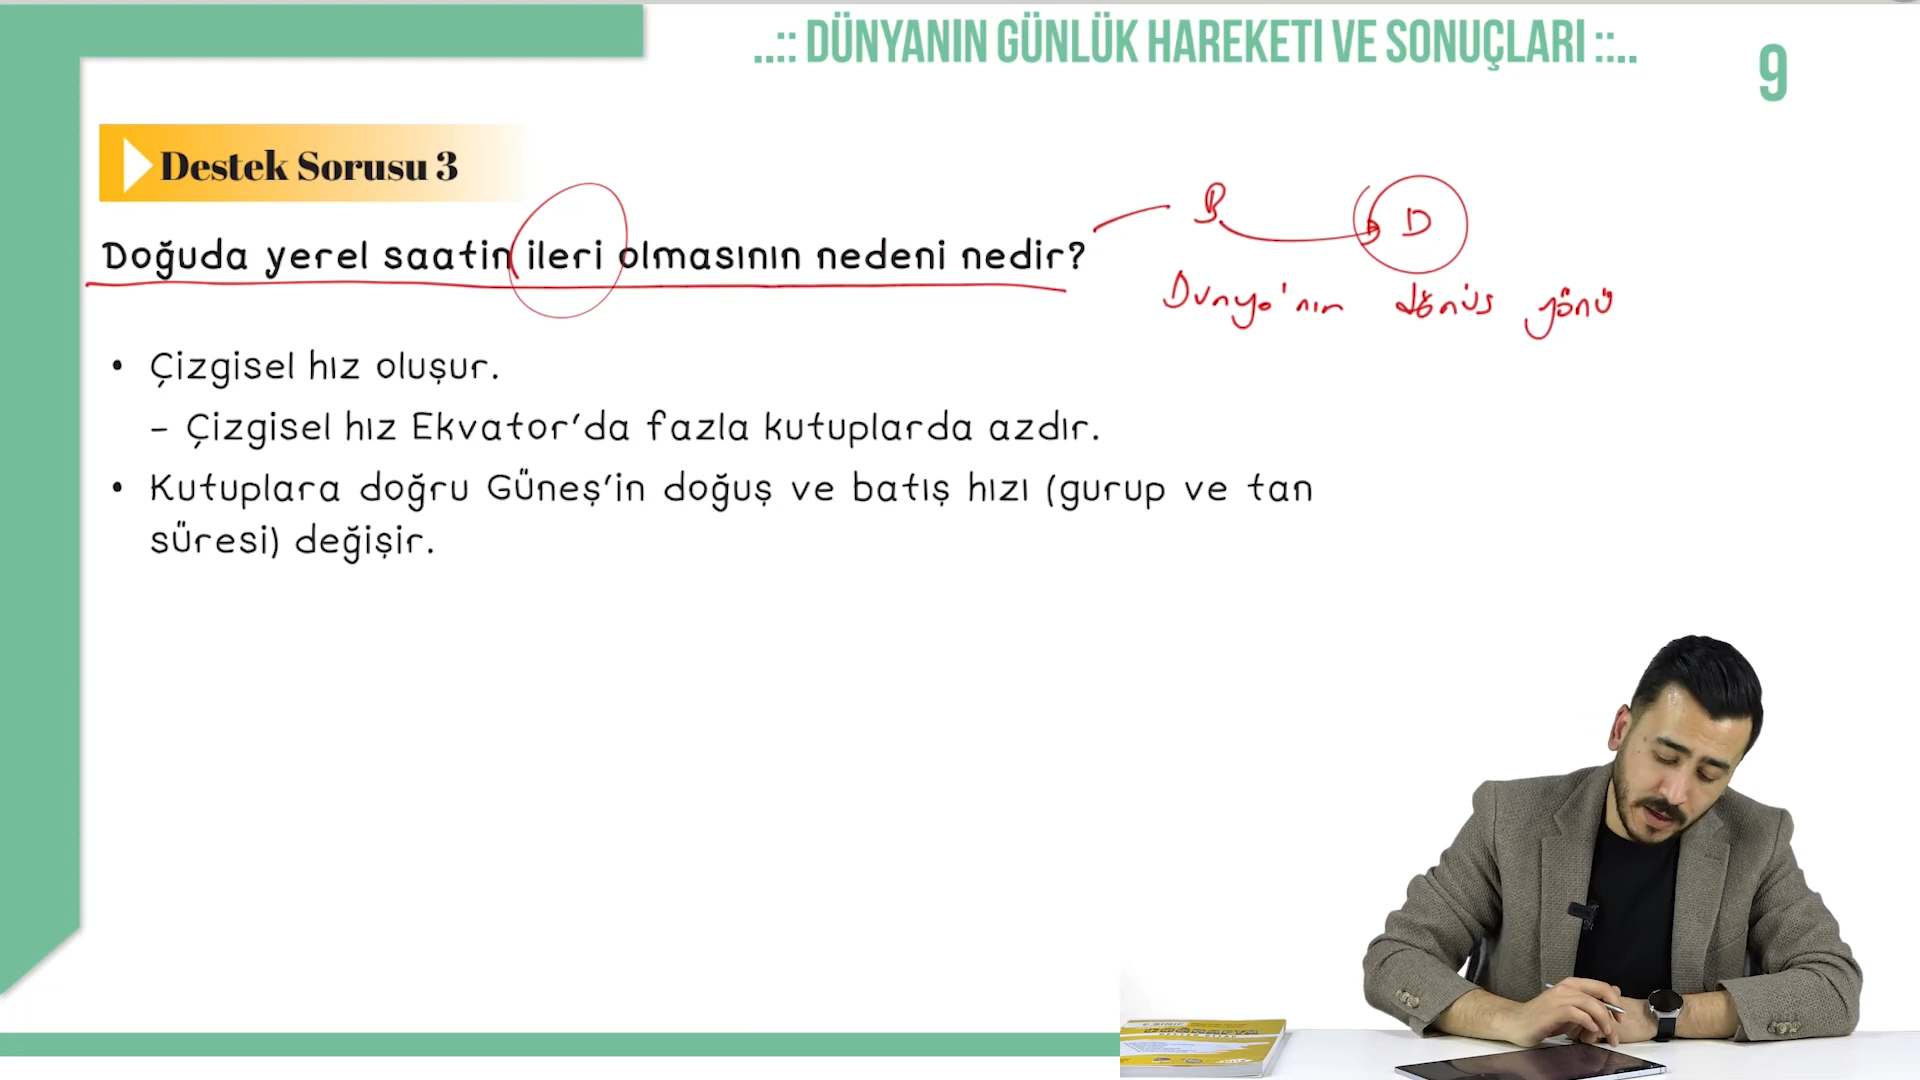 ..:: DÜNYANIN GÜNLÜK HAREKETİ VE SONUÇLARI ::..
9
Destek Sorusu 3
B D
Doğuda yerel saatin ileri olmasının nedeni nedir?
Dünya'nın dönüş yönü
• Çizgisel hız oluşur.
- Çizgisel hız Ekvator'da fazla kutuplarda azdır.
• Kutuplara doğru Güneş'in doğuş ve batış hızı (gurup ve tan
süresi) değişir.